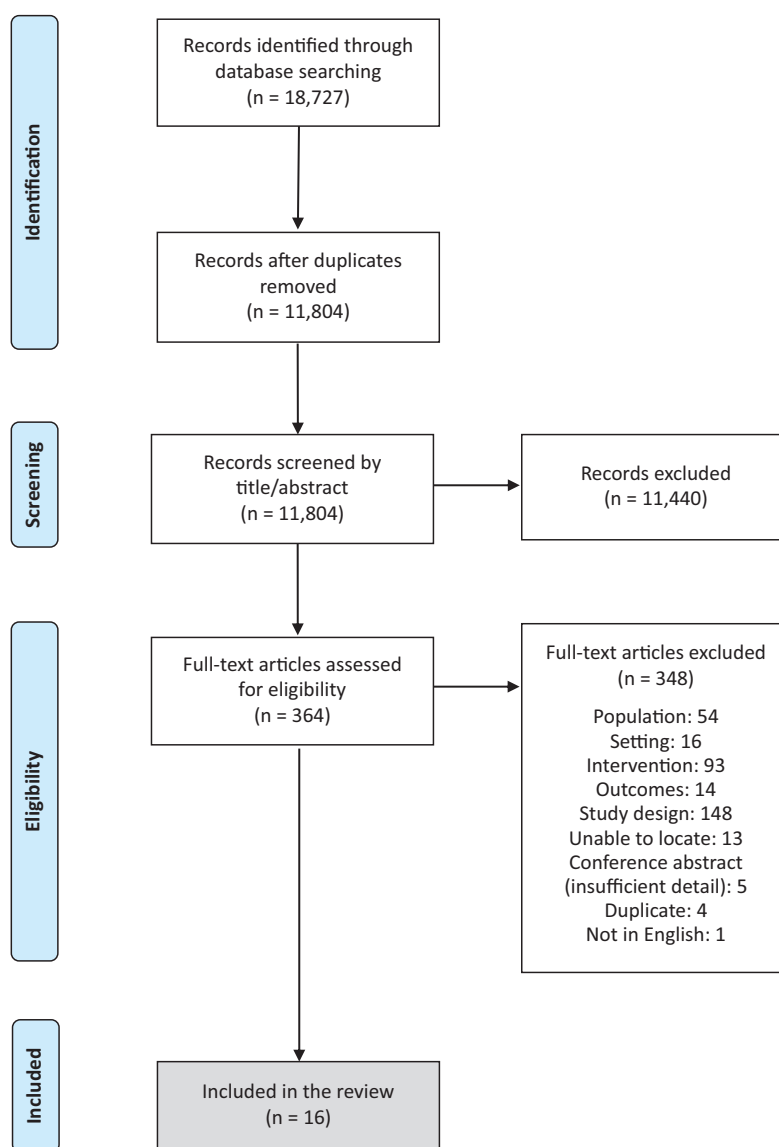 Identification
Records identified through
database searching
(n = 18,727)
Records after duplicates
removed
(n = 11,804)
Screening
Records screened by
title/abstract
(n = 11,804)
Records excluded
(n = 11,440)
Eligibility
Full-text articles assessed
for eligibility
(n = 364)
Full-text articles excluded
(n = 348)
Population: 54
Setting: 16
Intervention: 93
Outcomes: 14
Study design: 148
Unable to locate: 13
Conference abstract
(insufficient detail): 5
Duplicate: 4
Not in English: 1
Included
Included in the review
(n = 16)